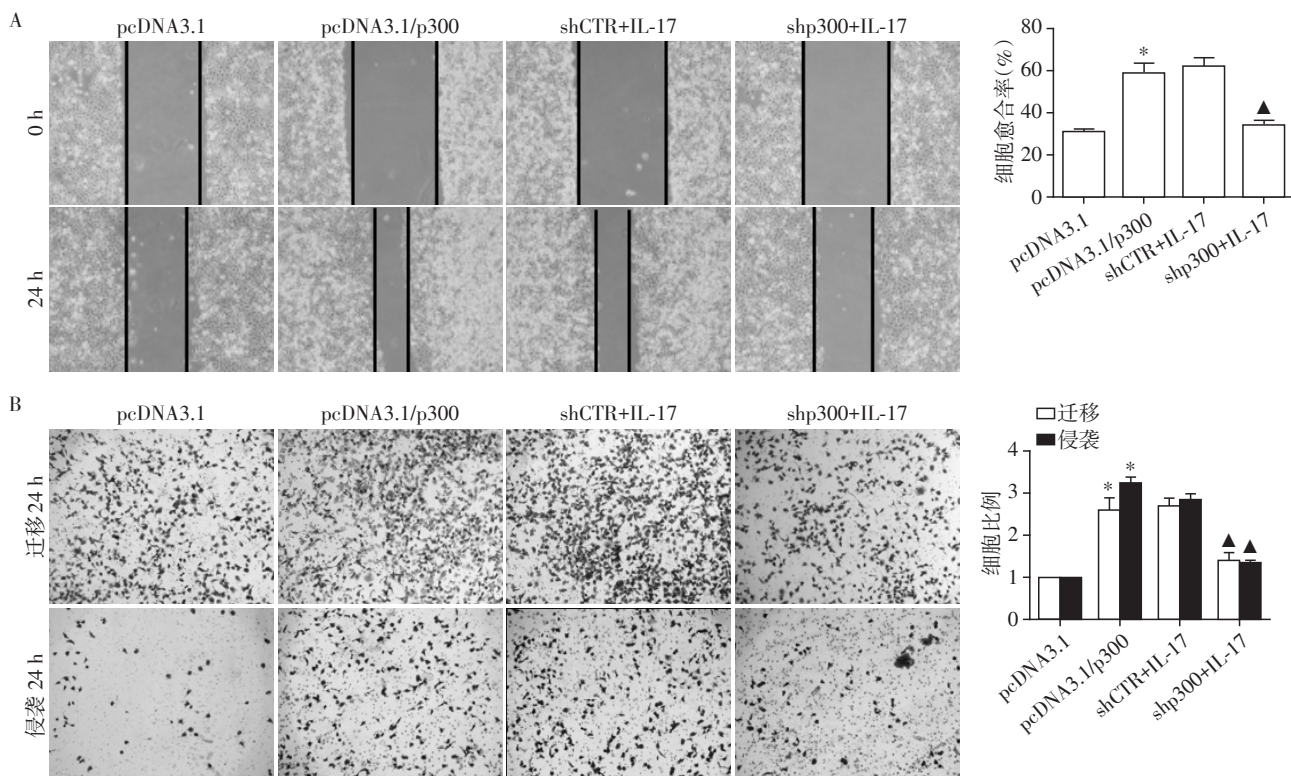 A
pcDNA3.1 pcDNA3.1/p300 shCTR+IL-17 shp300+IL-17
0 h
24 h
细胞愈合率(%)
80
60
40
20
0
*
▲
pcDNA3.1
pcDNA3.1/p300
shCTR+IL-17
shp300+IL-17
B
pcDNA3.1 pcDNA3.1/p300 shCTR+IL-17 shp300+IL-17
迁移 24 h
侵袭 24 h
迁移
侵袭
细胞比例
4
3
2
1
0
* *
▲ ▲
pcDNA3.1
pcDNA3.1/p300
shCTR+IL-17
shp300+IL-17